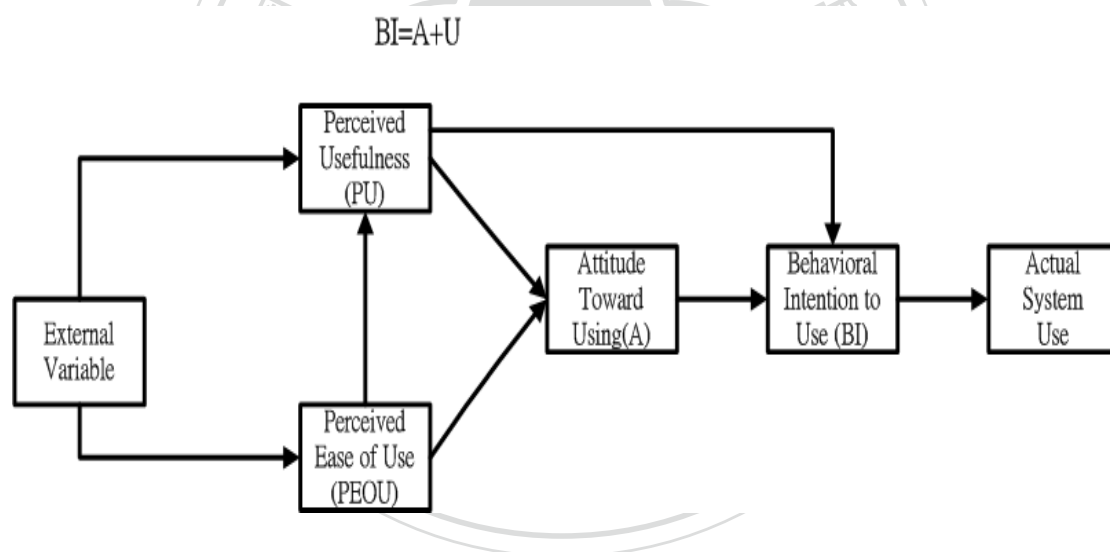 BI=A+U
Perceived
Usefulness
(PU)
Attitude
Toward
Using(A)
Behavioral
Intention to
Use (BI)
Actual
System
Use
External
Variable
Perceived
Ease of Use
(PEOU)